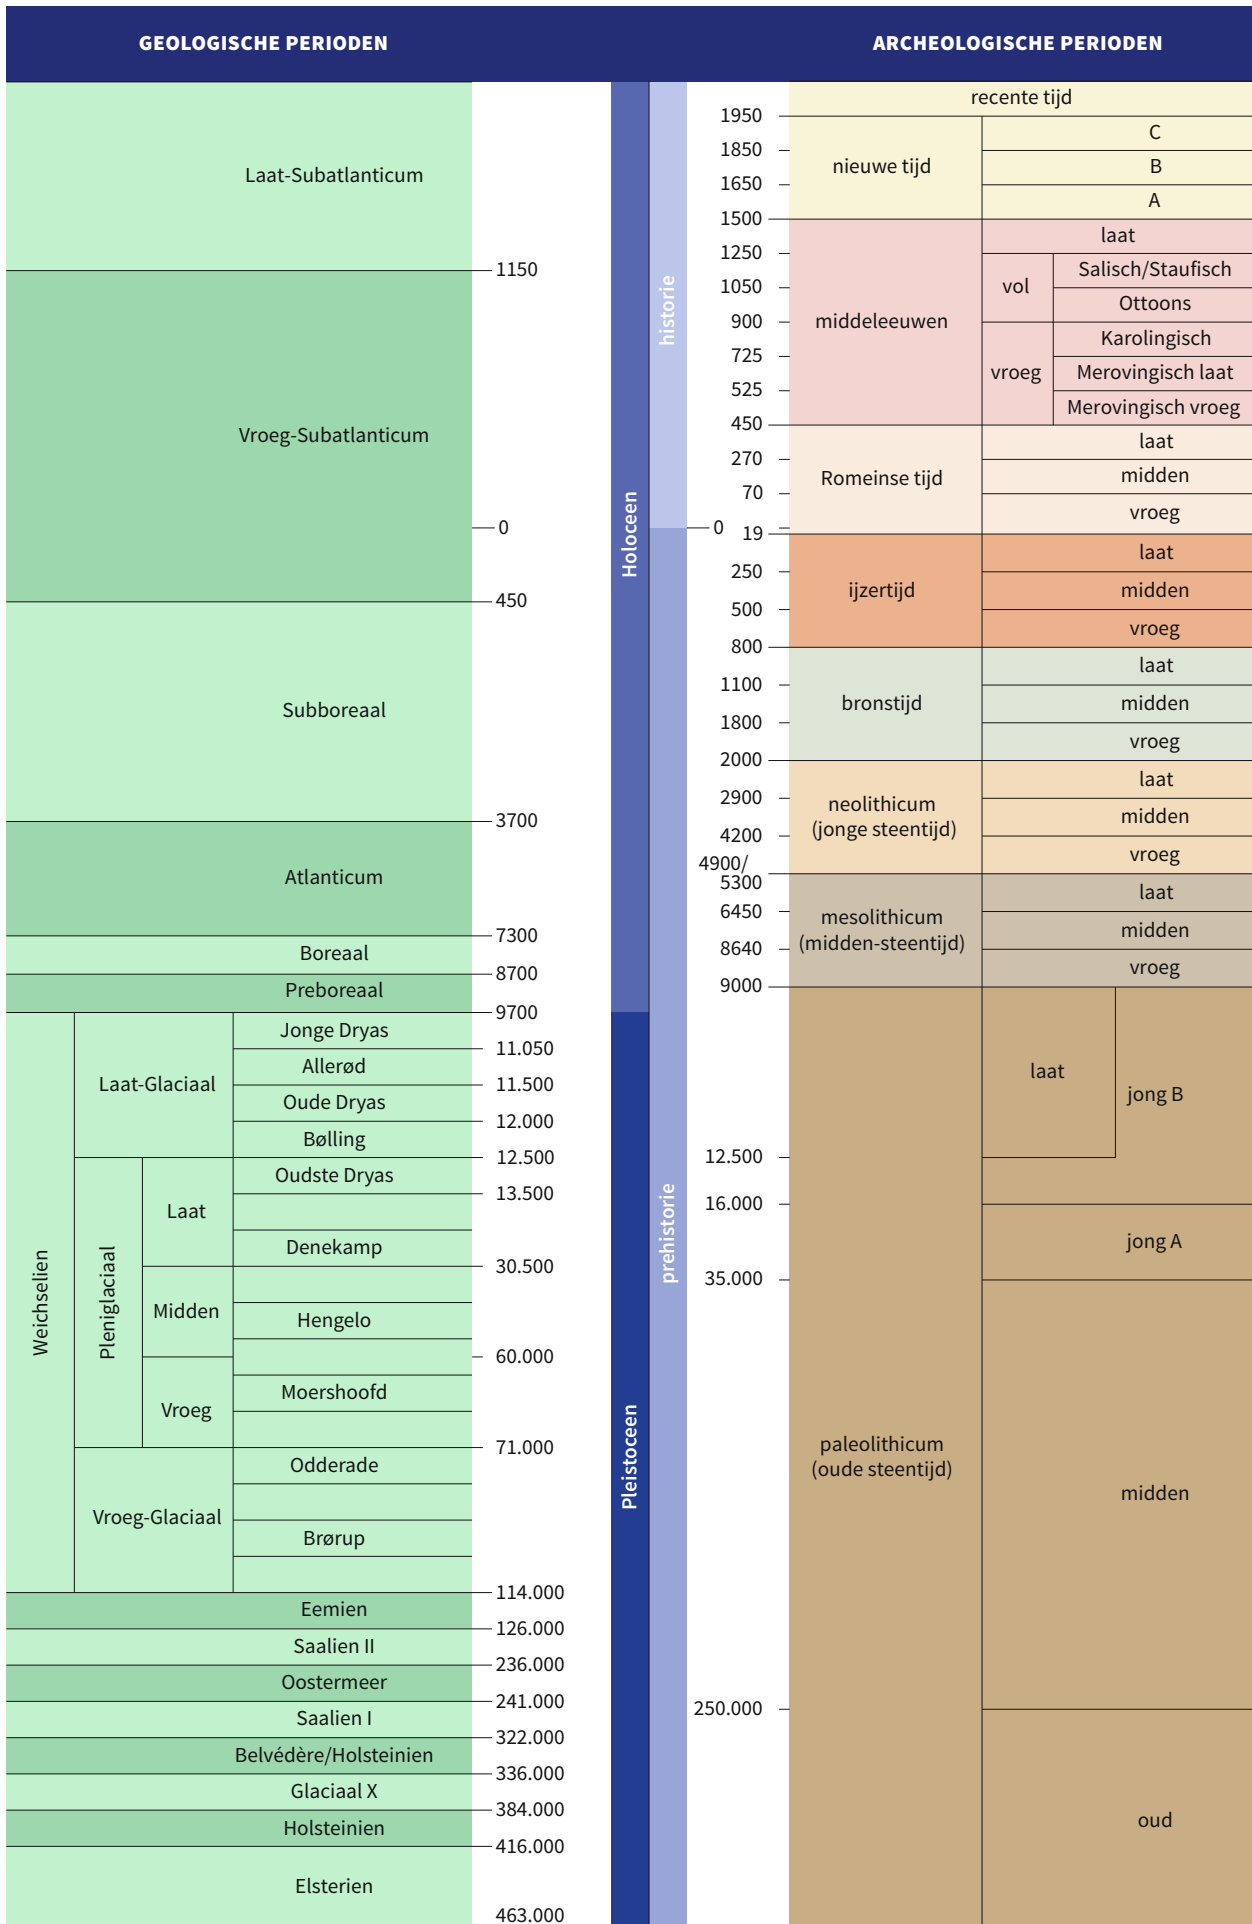 GEOLOGISCHE PERIODEN
Laat-Subatlanticum
1150
Vroeg-Subatlanticum
0
450
Subboreaal
3700
Atlanticum
7300
Boreaal
8700
Preboreaal
9700
Weichselien
Laat-Glaciaal
Jonge Dryas
11.050
Allerød
11.500
Oude Dryas
12.000
Bølling
12.500
Pleniglaciaal
Laat
Oudste Dryas
13.500
Denekamp
30.500
Midden
Hengelo
60.000
Vroeg
Moershoofd
71.000
Vroeg-Glaciaal
Odderade
Brørup
114.000
Eemien
126.000
Saalien II
236.000
Oostermeer
241.000
Saalien I
322.000
Belvédère/Holsteinien
336.000
Glaciaal X
384.000
Holsteinien
416.000
Elsterien
463.000
Holoceen
Pleistoceen
historie
prehistorie
ARCHEOLOGISCHE PERIODEN
recente tijd
1950
nieuwe tijd
C
1850
B
1650
A
1500
middeleeuwen
laat
1250
vol
Salisch/Staufisch
1050
Ottoons
900
vroeg
Karolingisch
725
Merovingisch laat
525
Merovingisch vroeg
450
Romeinse tijd
laat
270
midden
70
vroeg
0
19
ijzertijd
laat
250
midden
500
vroeg
800
bronstijd
laat
1100
midden
1800
vroeg
2000
neolithicum
(jonge steentijd)
laat
2900
midden
4200
vroeg
4900/
5300
mesolithicum
(midden-steentijd)
laat
6450
midden
8640
vroeg
9000
paleolithicum
(oude steentijd)
laat
jong B
12.500
16.000
jong A
35.000
midden
250.000
oud